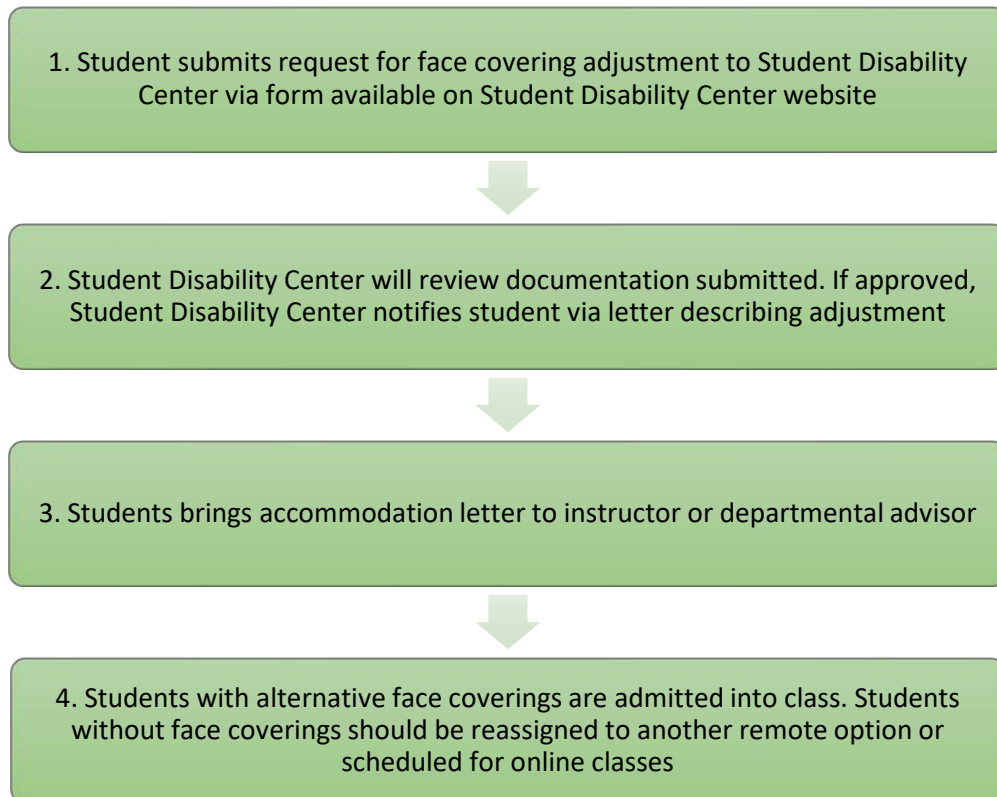 1. Student submits request for face covering adjustment to Student Disability
Center via form available on Student Disability Center website
2. Student Disability Center will review documentation submitted. If approved,
Student Disability Center notifies student via letter describing adjustment
3. Students brings accommodation letter to instructor or departmental advisor
4. Students with alternative face coverings are admitted into class. Students
without face coverings should be reassigned to another remote option or
scheduled for online classes